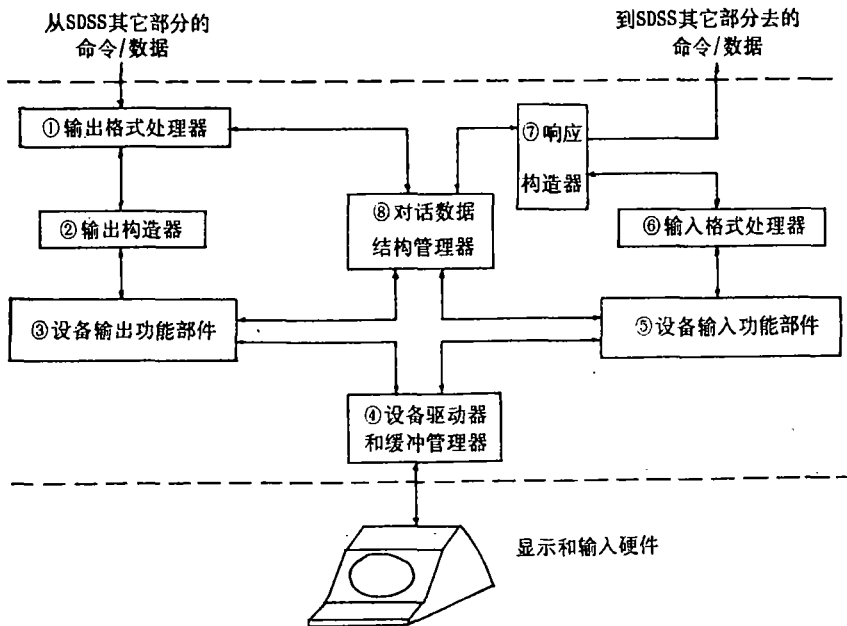 从SDSS其它部分的
命令/数据
到SDSS其它部分去的
命令/数据
①输出格式处理器
⑦响应
构造器
②输出构造器
⑧对话数据
结构管理器
⑥输入格式处理器
③设备输出功能部件
⑤设备输入功能部件
④设备驱动器
和缓冲管理器
显示和输入硬件